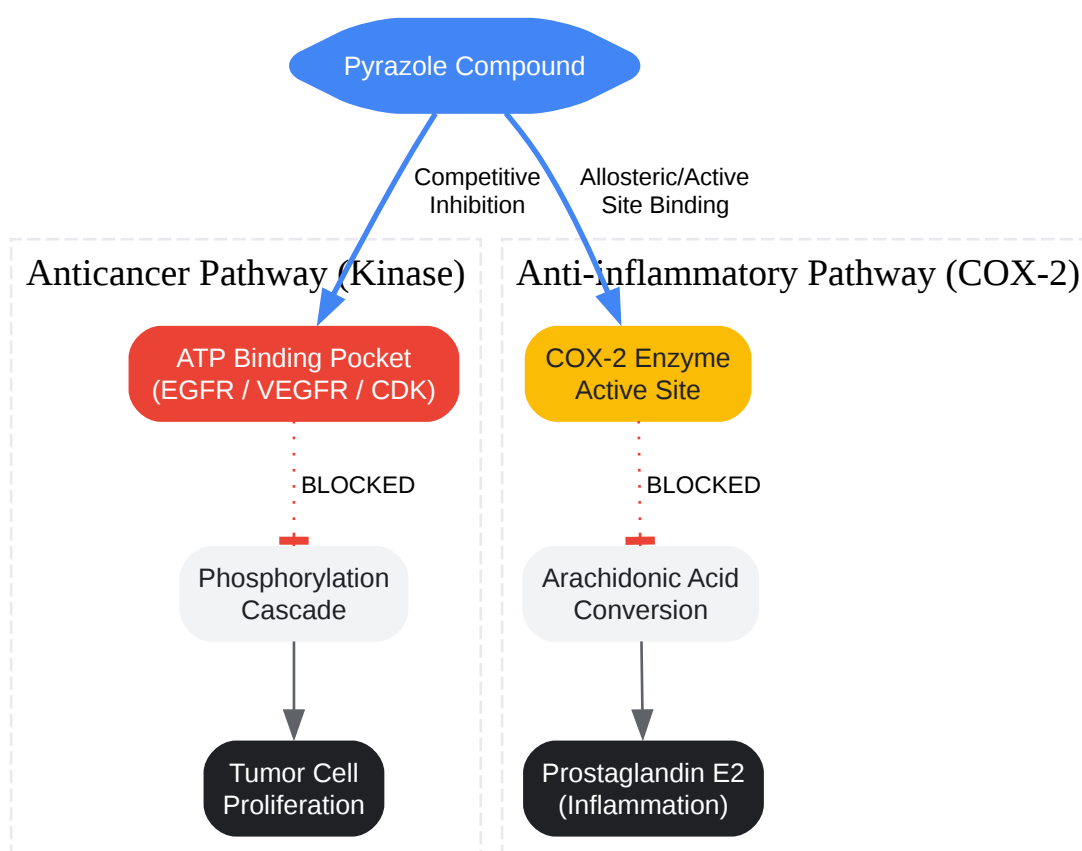 Pyrazole Compound
Competitive
Inhibition
Allosteric/Active
Site Binding
Anticancer Pathway (Kinase)
Anti-inflammatory Pathway (COX-2)
ATP Binding Pocket
(EGFR / VEGFR / CDK)
COX-2 Enzyme
Active Site
BLOCKED
BLOCKED
Phosphorylation
Cascade
Arachidonic Acid
Conversion
Tumor Cell
Proliferation
Prostaglandin E2
(Inflammation)